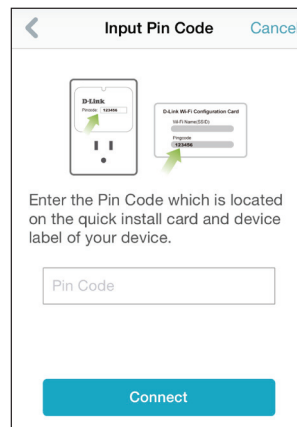 Input Pin Code
Cancel
D-Link
Pincode: 123456
D-Link Wi-Fi Configuration Card
Wi-Fi Name(SSID)
Pincode
123456
Enter the Pin Code which is located
on the quick install card and device
label of your device.
Pin Code
Connect